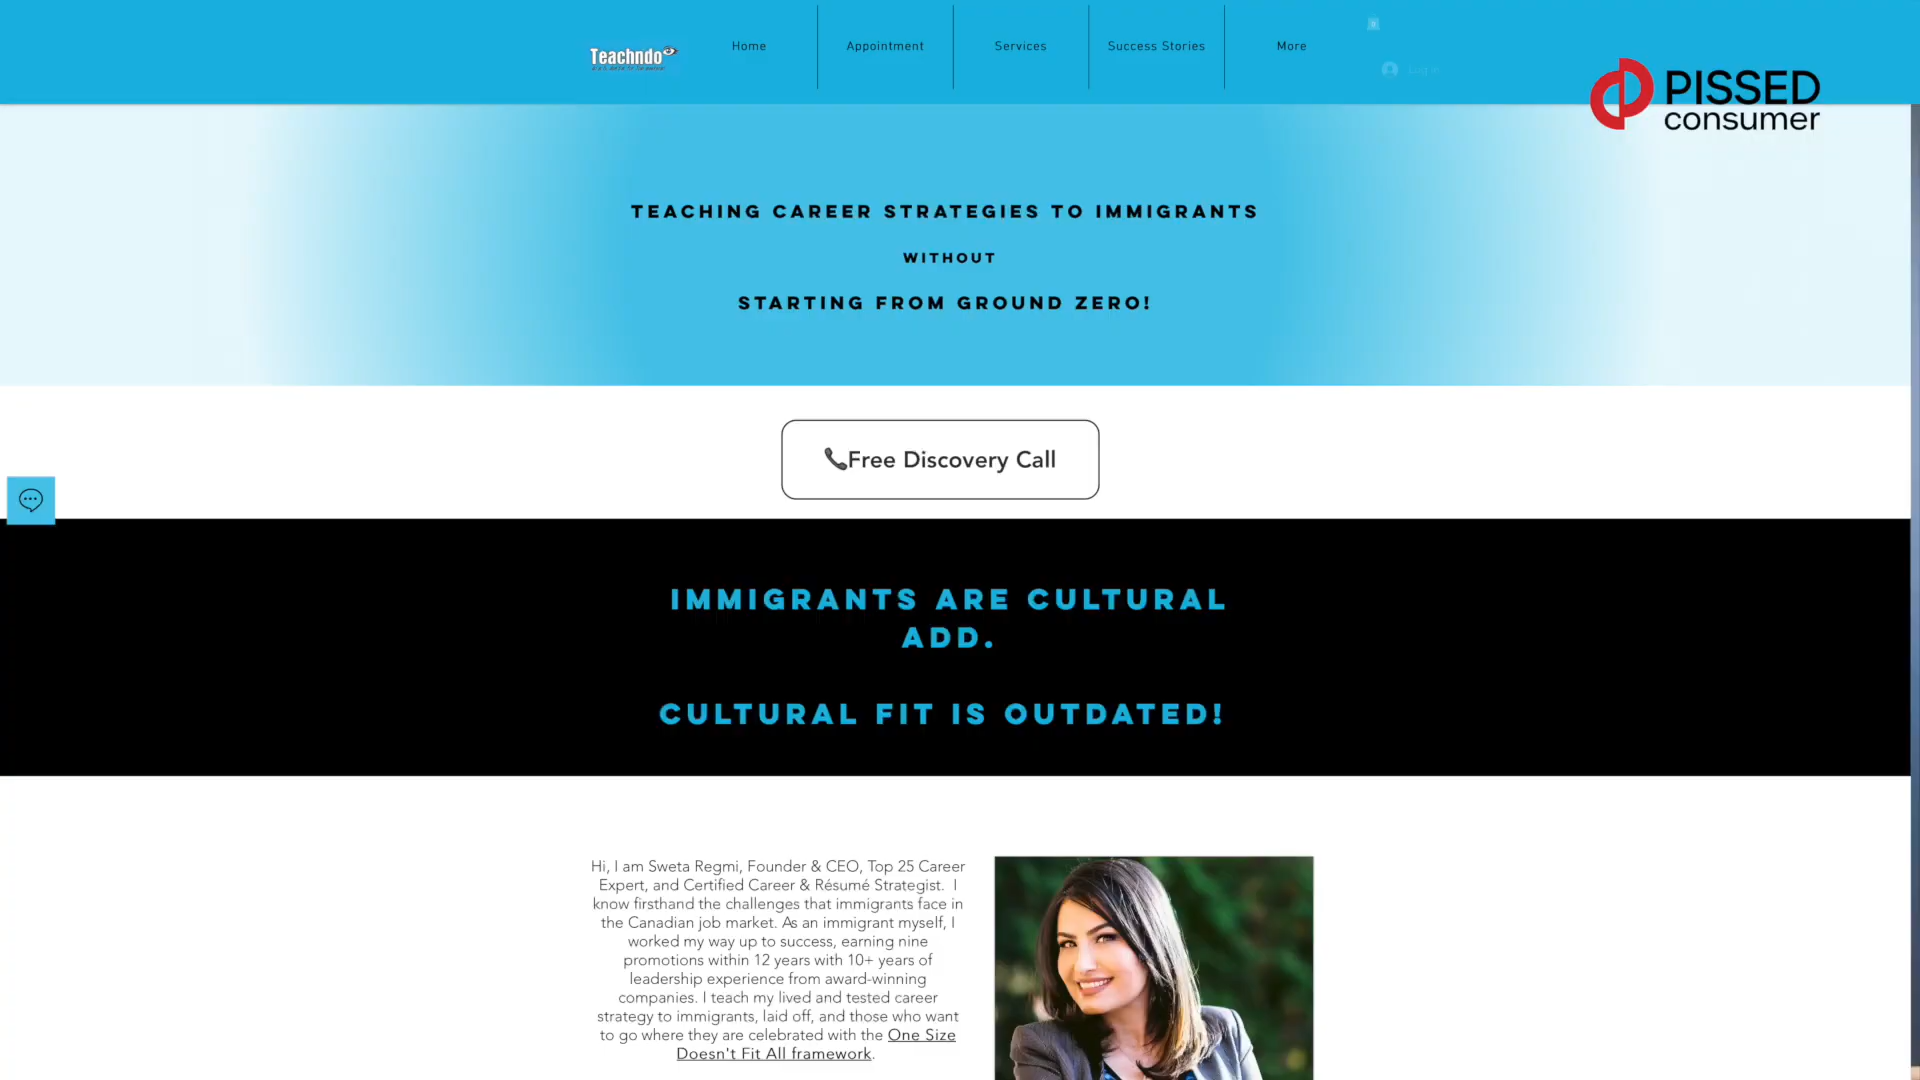 Teachndo
Home
Appointment
Services
Success Stories
More
PISSED
consumer
TEACHING CAREER STRATEGIES TO IMMIGRANTS
WITHOUT
STARTING FROM GROUND ZERO!
Free Discovery Call
IMMIGRANTS ARE CULTURAL
ADD.
CULTURAL FIT IS OUTDATED!
Hi, I am Sweta Regmi, Founder & CEO, Top 25 Career
Expert, and Certified Career & Résumé Strategist. I
know firsthand the challenges that immigrants face in
the Canadian job market. As an immigrant myself, I
worked my way up to success, earning nine
promotions within 12 years with 10+ years of
leadership experience from award-winning
companies. I teach my lived and tested career
strategy to immigrants, laid off, and those who want
to go where they are celebrated with the One Size
Doesn't Fit All framework.